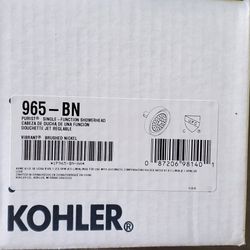 965-BN
PURIST® SINGLE-FUNCTION SHOWERHEAD
CABEZA DE DUCHA DE UNA FUNCIÓN
DOUCHETTE JET RÉGLABLE
VIBRANT® BRUSHED NICKEL
0 87206 98140 1
KOHLER®